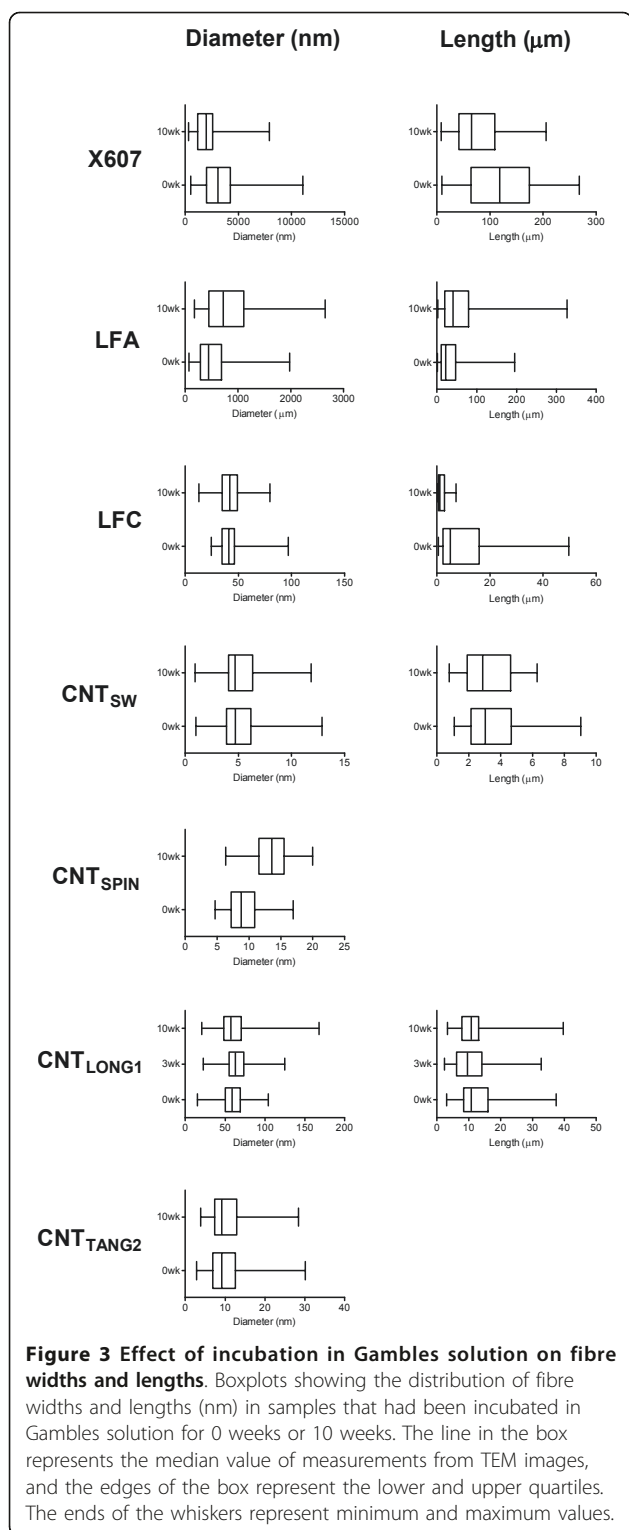 Diameter (nm) Length (μm)
X607
10wk
0wk
0 5000 10000 15000
Diameter (nm)
10wk
0wk
0 100 200 300
Length (μm)
LFA
10wk
0wk
0 1000 2000 3000
Diameter (μm)
10wk
0wk
0 100 200 300 400
Length (μm)
LFC
10wk
0wk
0 50 100 150
Diameter (nm)
10wk
0wk
0 20 40 60
Length (μm)
CNTSW
10wk
0wk
0 5 10 15
Diameter (nm)
10wk
0wk
2 4 6 8 10
Length (μm)
CNTSPIN
10wk
0wk
0 5 10 15 20 25
Diameter (nm)
CNTLONG1
10wk
3wk
0wk
0 50 100 150 200
Diameter (nm)
10wk
3wk
0wk
0 10 20 30 40 50
Length (μm)
CNTTANG2
10wk
0wk
0 10 20 30 40
Diameter (nm)
Figure 3 Effect of incubation in Gambles solution on fibre
widths and lengths. Boxplots showing the distribution of fibre
widths and lengths (nm) in samples that had been incubated in
Gambles solution for 0 weeks or 10 weeks. The line in the box
represents the median value of measurements from TEM images,
and the edges of the box represent the lower and upper quartiles.
The ends of the whiskers represent minimum and maximum values.